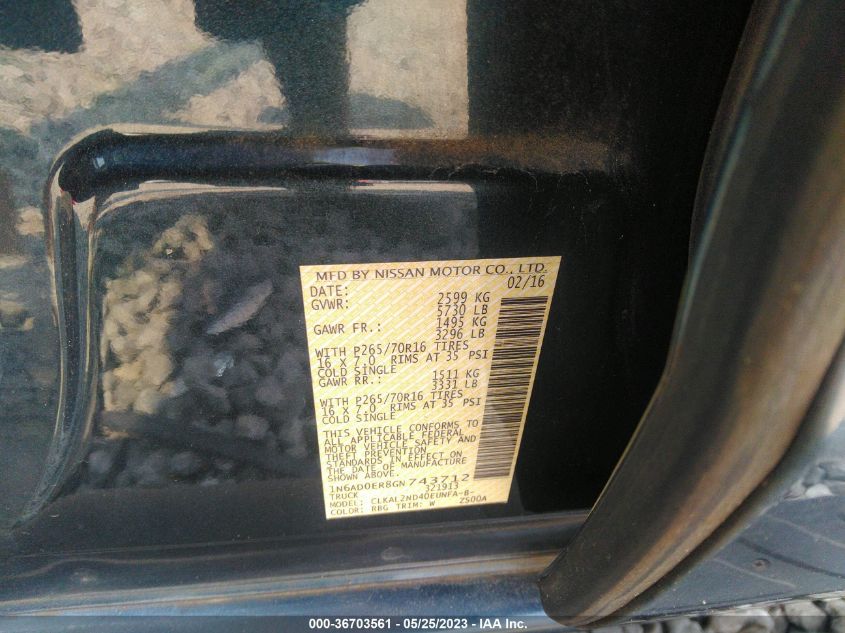 MFD BY NISSAN MOTOR CO., LTD.
DATE: 02/16
GVWR: 2599 KG
5730 LB
GAWR FR.: 1495 KG
3296 LB
WITH P265/70R16 TIRES
16 X 7.0 RIMS AT 35 PSI
COLD SINGLE
GAWR RR.: 1511 KG
3331 LB
WITH P265/70R16 TIRES
16 X 7.0 RIMS AT 35 PSI
COLD SINGLE
THIS VEHICLE CONFORMS TO
ALL APPLICABLE FEDERAL
MOTOR VEHICLE SAFETY AND
THEFT PREVENTION
STANDARDS IN EFFECT ON
SHOWN ABOVE.
1N6AD0ER8GN743712
TRUCK 321913
MODEL: CLKAL2ND40EUNFA-B-
COLOR: RBG TRIM: W Z500A
000-36703561 // 05/25/2023 // IAA Inc.